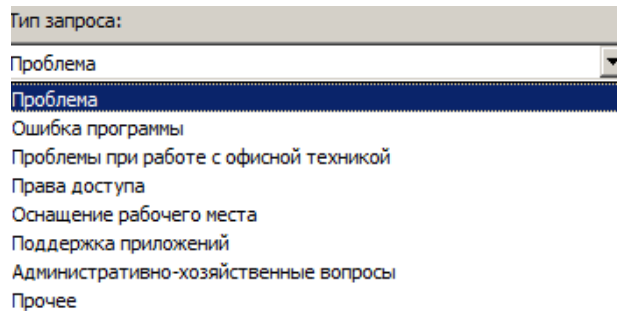 Тип запроса:
Проблема
Проблема
Ошибка программы
Проблемы при работе с офисной техникой
Права доступа
Оснащение рабочего места
Поддержка приложений
Административно-хозяйственные вопросы
Прочее